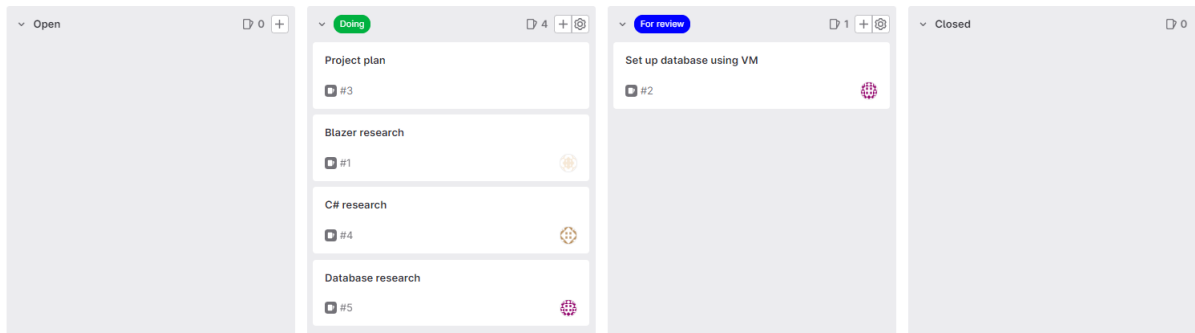 Open 0
Doing 4
Project plan
#3
Blazer research
#1
C# research
#4
Database research
#5
For review 1
Set up database using VM
#2
Closed 0